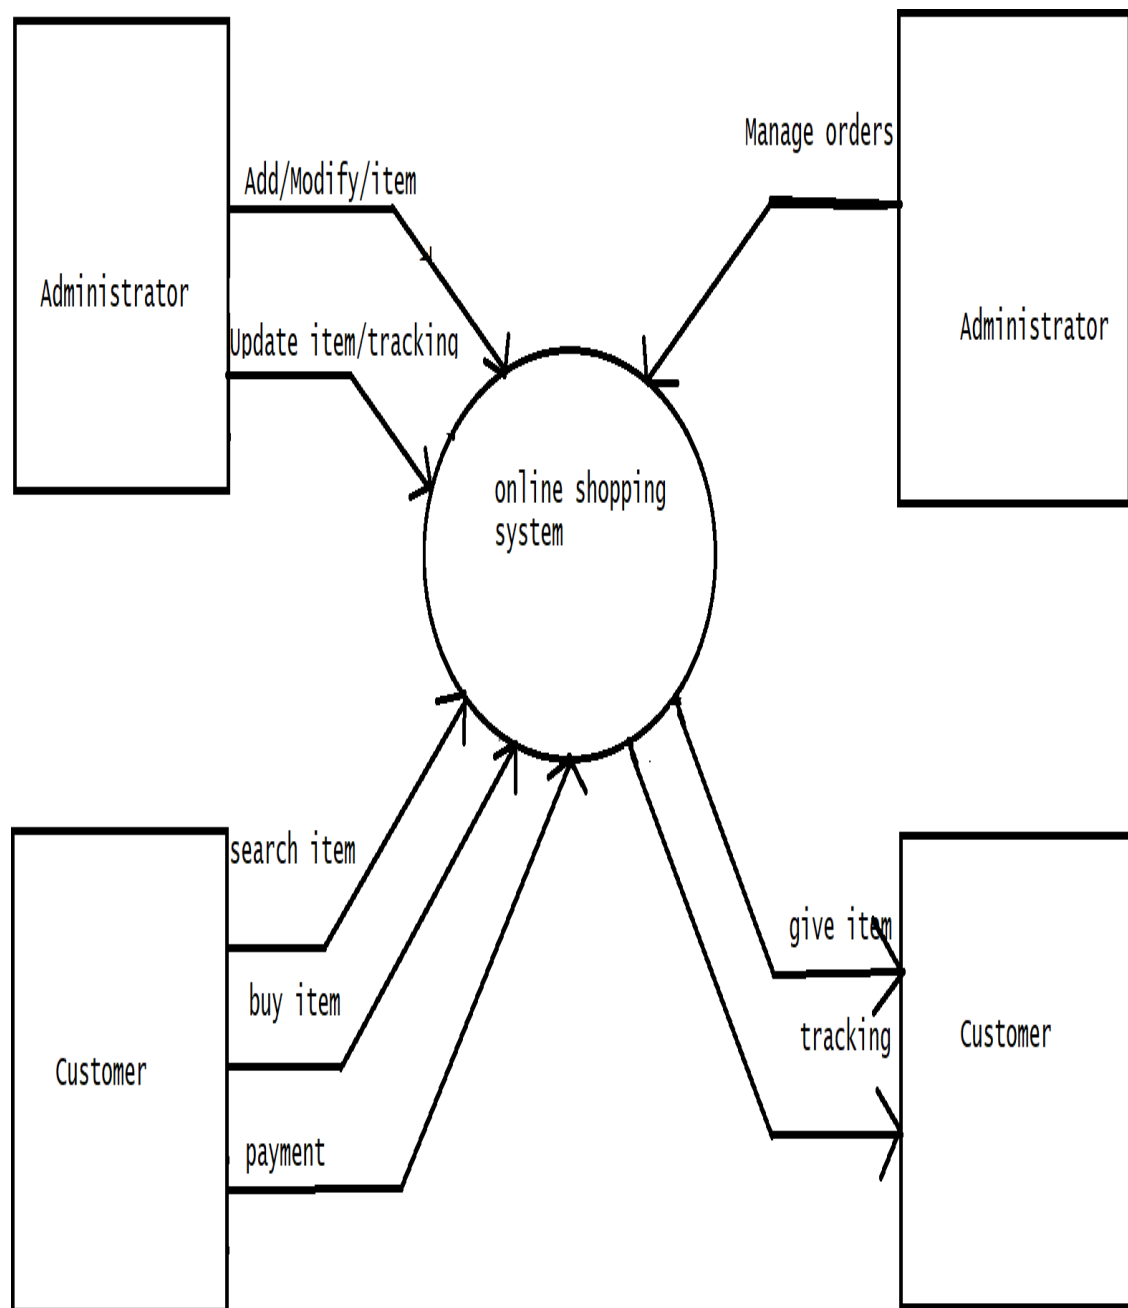 Manage orders
Add/Modify/item
Administrator
Administrator
Update item/tracking
online shopping
system
search item
give item
buy item
tracking
Customer
Customer
payment